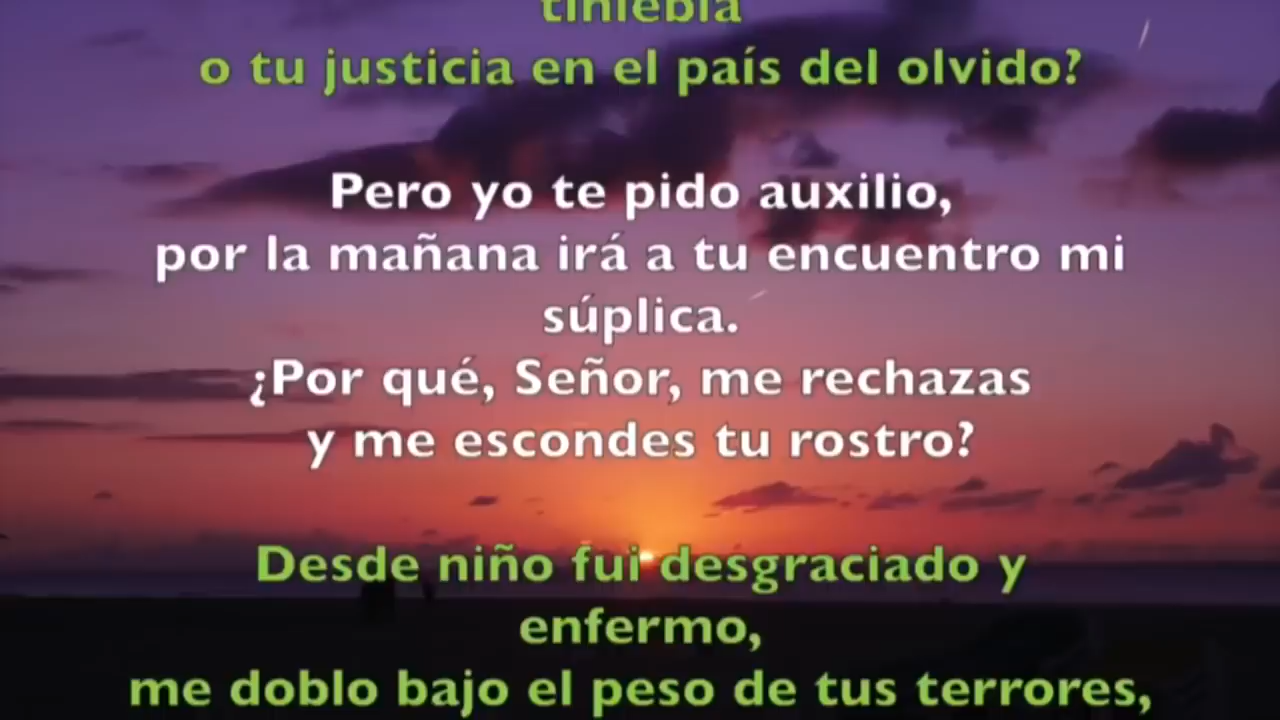 tiniebla
o tu justicia en el país del olvido?
Pero yo te pido auxilio,
por la mañana irá a tu encuentro mi
súplica.
¿Por qué, Señor, me rechazas
y me escondes tu rostro?
Desde niño fui desgraciado y
enfermo,
me doblo bajo el peso de tus terrores,